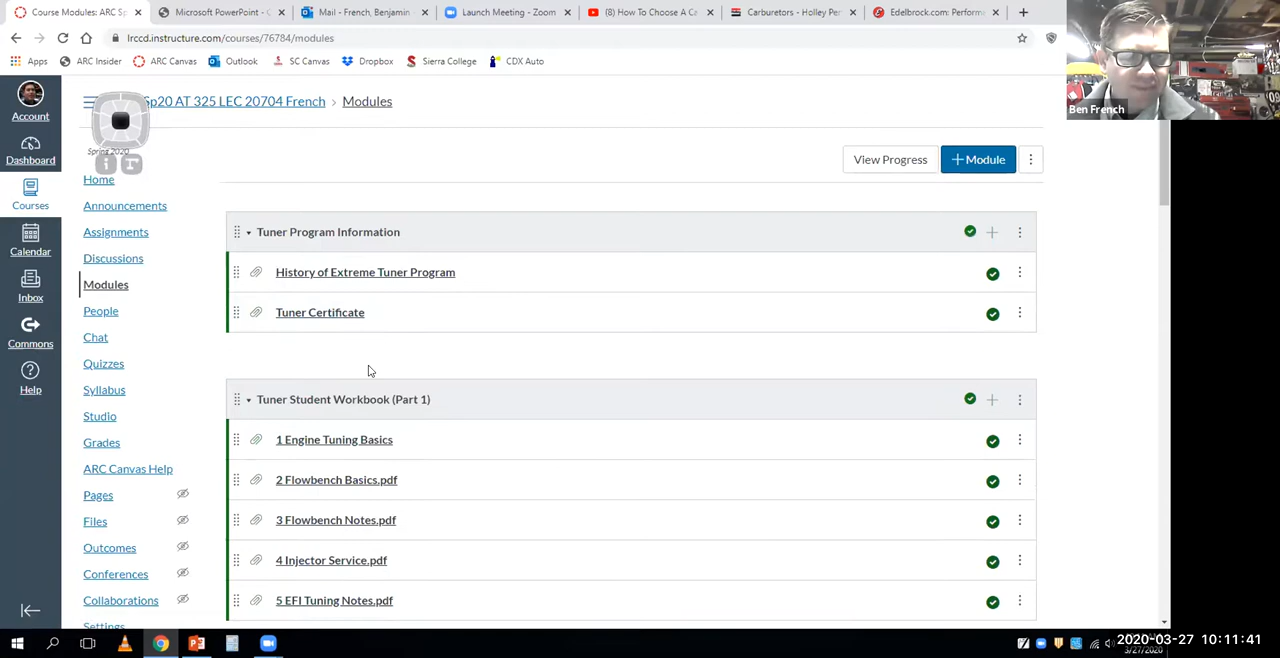 Course Modules: ARC Sp
Microsoft PowerPoint - C
Mail - French, Benjamin
Launch Meeting - Zoom
(8) How To Choose A Ca
Carburetors - Holley Per
Edelbrock.com: Perform
lrccd.instructure.com/courses/76784/modules
Apps
ARC Insider
ARC Canvas
Outlook
SC Canvas
Dropbox
Sierra College
CDX Auto
Ben French
Account
Dashboard
Courses
Calendar
Inbox
Commons
Help
Sp20 AT 325 LEC 20704 French > Modules
Spring 2020
Home
Announcements
Assignments
Discussions
Modules
People
Chat
Quizzes
Syllabus
Studio
Grades
ARC Canvas Help
Pages
Files
Outcomes
Conferences
Collaborations
Settings
View Progress
+ Module
Tuner Program Information
History of Extreme Tuner Program
Tuner Certificate
Tuner Student Workbook (Part 1)
1 Engine Tuning Basics
2 Flowbench Basics.pdf
3 Flowbench Notes.pdf
4 Injector Service.pdf
5 EFI Tuning Notes.pdf
2020-03-27 10:11:41
3/27/2020